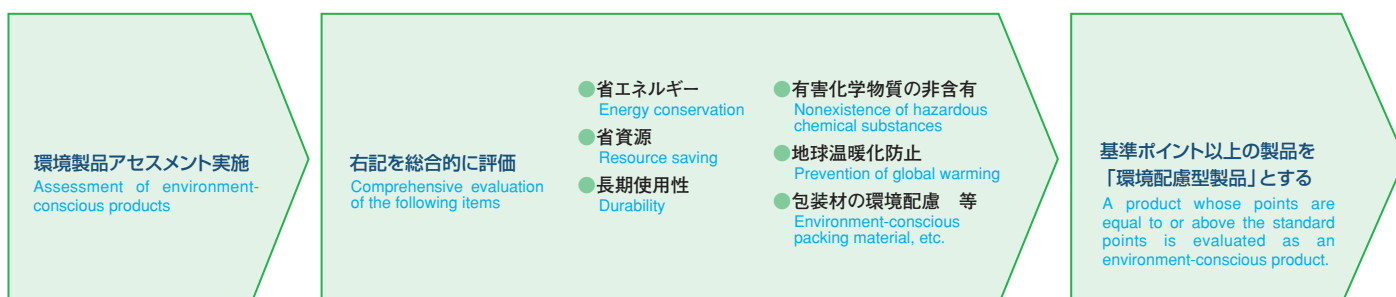 環境製品アセスメント実施
Assessment of environment-
conscious products
右記を総合的に評価
Comprehensive evaluation
of the following items
●省エネルギー
Energy conservation
●省資源
Resource saving
●長期使用性
Durability
●有害化学物質の非含有
Nonexistence of hazardous
chemical substances
●地球温暖化防止
Prevention of global warming
●包装材の環境配慮　等
Environment-conscious
packing material, etc.
基準ポイント以上の製品を
「環境配慮型製品」とする
A product whose points are
equal to or above the standard
points is evaluated as an
environment-conscious product.